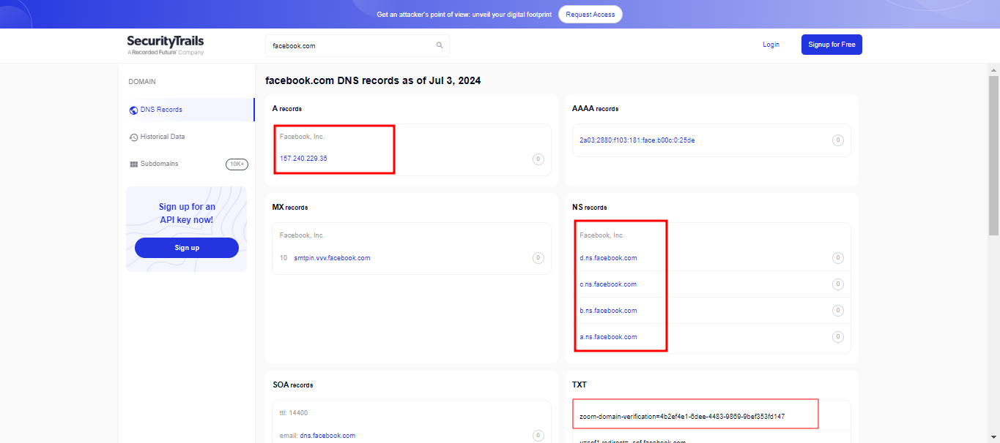 Get an attacker's point of view: unveil your digital footprint
Request Access
SecurityTrails
A Recorded Future® Company
facebook.com
Login
Signup for Free
DOMAIN
DNS Records
Historical Data
Subdomains
10K+
Sign up for an
API key now!
Sign up
facebook.com DNS records as of Jul 3, 2024
A records
Facebook, Inc.
157.240.229.35
0
AAAA records
2a03:2880:f103:181:face:b00c:0:25de
0
MX records
Facebook, Inc.
10 smtpin.vvv.facebook.com
0
NS records
Facebook, Inc.
d.ns.facebook.com
0
c.ns.facebook.com
0
b.ns.facebook.com
0
a.ns.facebook.com
0
SOA records
ttl: 14400
email: dns.facebook.com
0
TXT
zoom-domain-verification=4b2ef4e1-6dee-4483-9869-9bef353fd147
v=spf1 redirect=_spf.facebook.com